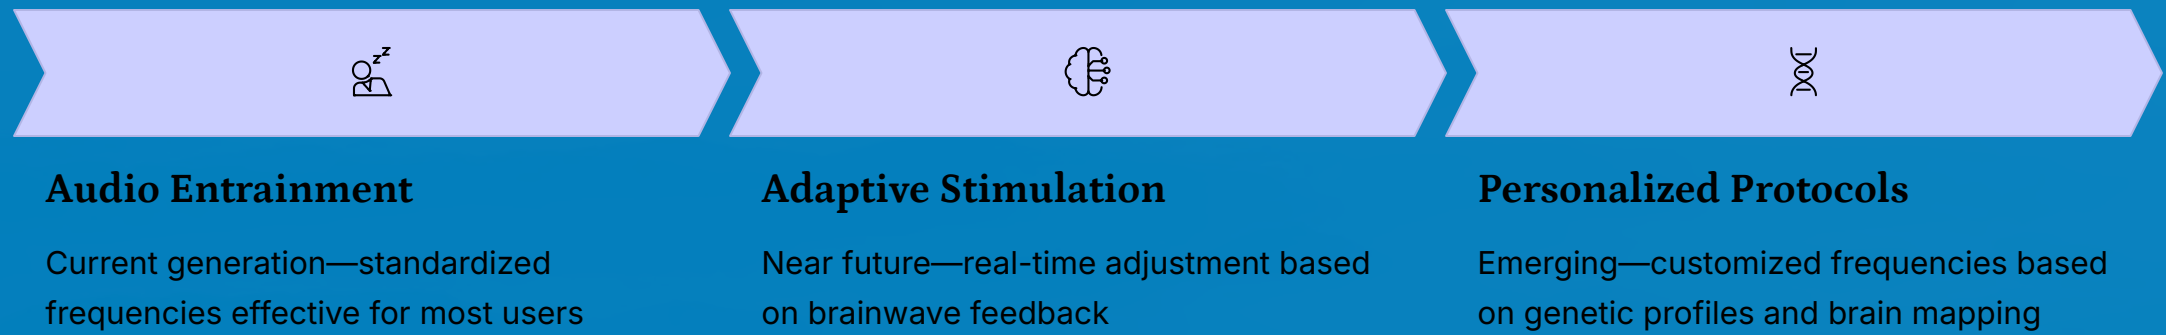 Audio Entrainment
Current generation—standardized
frequencies effective for most users
Adaptive Stimulation
Near future—real-time adjustment based
on brainwave feedback
Personalized Protocols
Emerging—customized frequencies based
on genetic profiles and brain mapping